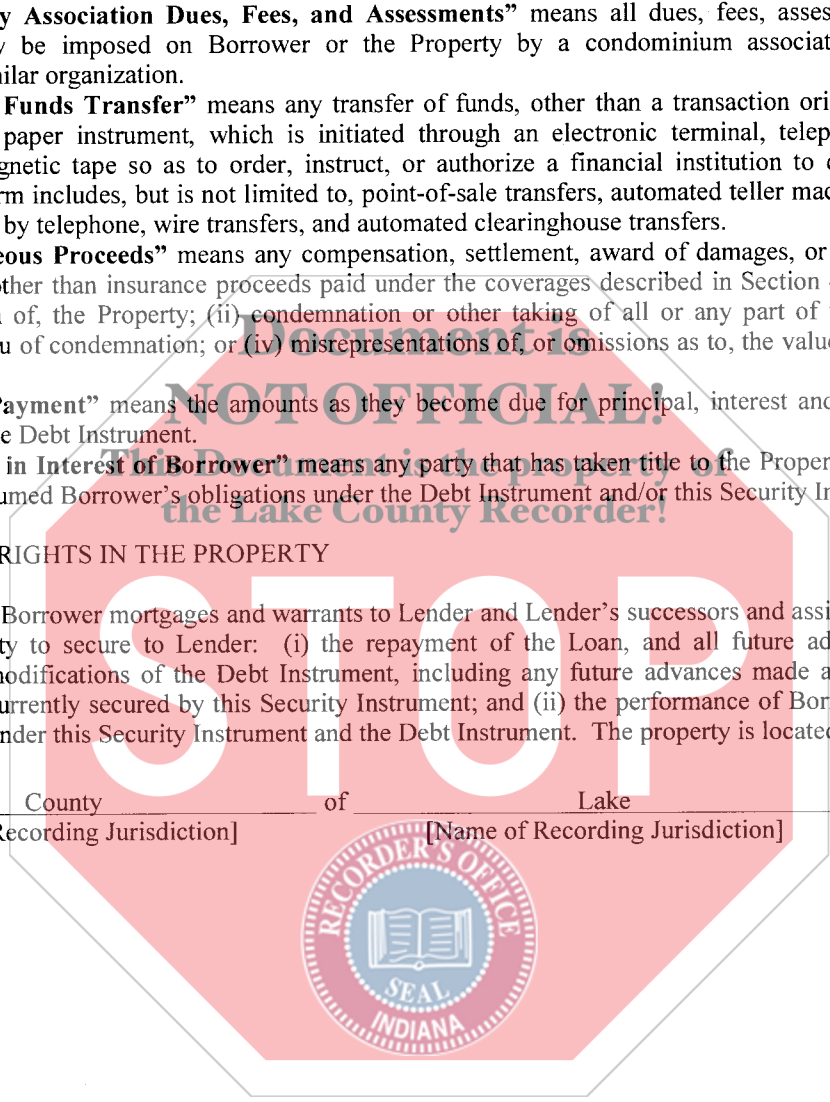 y Association Dues, Fees, and Assessments” means all dues, fees, asses
y be imposed on Borrower or the Property by a condominium associat
nilar organization.
Funds Transfer” means any transfer of funds, other than a transaction ori
paper instrument, which is initiated through an electronic terminal, telep
gnetic tape so as to order, instruct, or authorize a financial institution to
rm includes, but is not limited to, point-of-sale transfers, automated teller mac
by telephone, wire transfers, and automated clearinghouse transfers.
eous Proceeds” means any compensation, settlement, award of damages, or
other than insurance proceeds paid under the coverages described in Section
of, the Property; (ii) condemnation or other taking of all or any part of
u of condemnation; or (iv) misrepresentations of, or omissions as to, the value
Document is
NOT OFFICIAL!
Payment” means the amounts as they become due for principal, interest and
e Debt Instrument.
This Document is the property of
in Interest of Borrower” means any party that has taken title to the Proper
umed Borrower’s obligations under the Debt Instrument and/or this Security In
the Lake County Recorder!
RIGHTS IN THE PROPERTY
STOP
Borrower mortgages and warrants to Lender and Lender’s successors and assi
ty to secure to Lender: (i) the repayment of the Loan, and all future ad
nodifications of the Debt Instrument, including any future advances made a
urrently secured by this Security Instrument; and (ii) the performance of Bor
nder this Security Instrument and the Debt Instrument. The property is located
County of Lake
Recording Jurisdiction] [Name of Recording Jurisdiction]
RECORDER'S OFFICE
SEAL
INDIANA